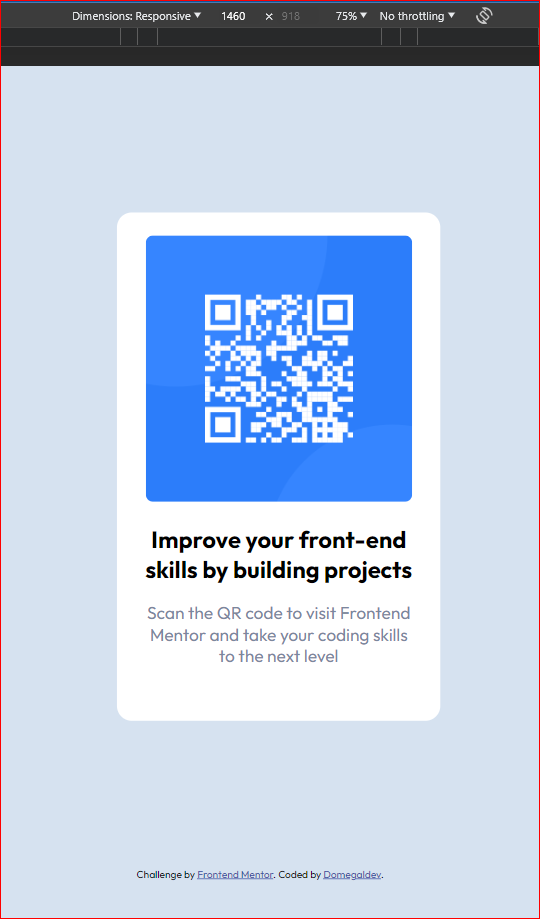 Dimensions: Responsive 1460 × 918 75% No throttling
Improve your front-end
skills by building projects
Scan the QR code to visit Frontend
Mentor and take your coding skills
to the next level
Challenge by Frontend Mentor. Coded by Domegaldev.